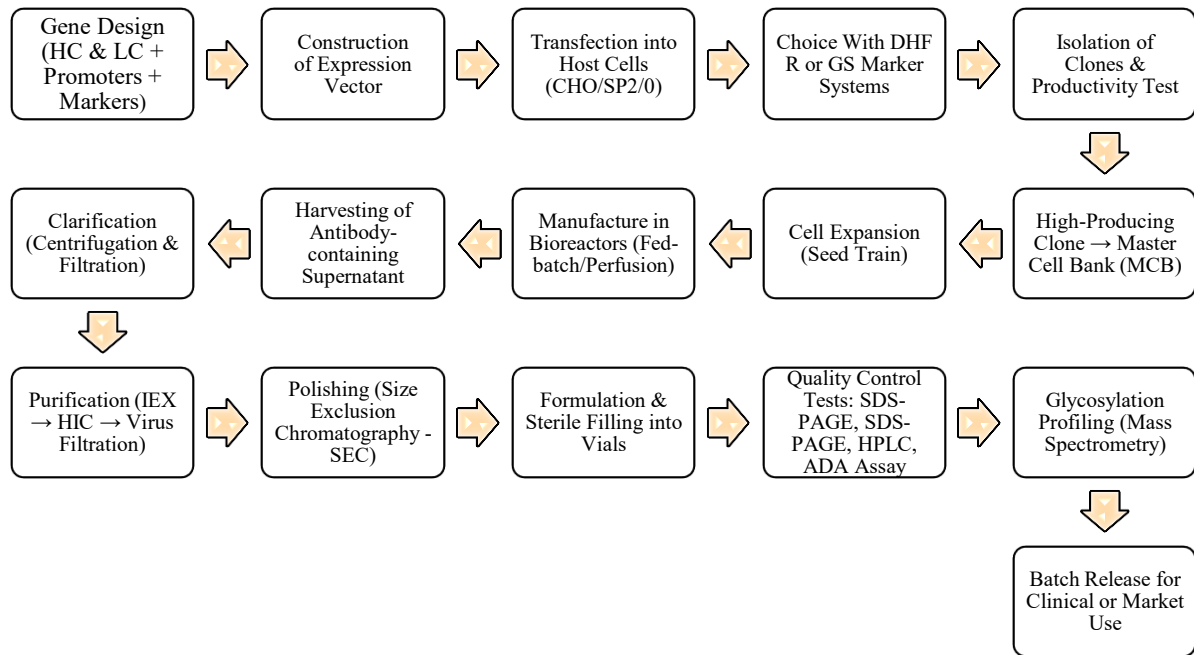 Gene Design
(HC & LC +
Promoters +
Markers)
Construction
of Expression
Vector
Transfection into
Host Cells
(CHO/SP2/0)
Choice With DHF
R or GS Marker
Systems
Isolation of
Clones &
Productivity Test
High-Producing
Clone → Master
Cell Bank (MCB)
Cell Expansion
(Seed Train)
Manufacture in
Bioreactors (Fed-
batch/Perfusion)
Harvesting of
Antibody-
containing
Supernatant
Clarification
(Centrifugation &
Filtration)
Purification (IEX
→ HIC → Virus
Filtration)
Polishing (Size
Exclusion
Chromatography -
SEC)
Formulation &
Sterile Filling into
Vials
Quality Control
Tests: SDS-
PAGE, SDS-
PAGE, HPLC,
ADA Assay
Glycosylation
Profiling (Mass
Spectrometry)
Batch Release for
Clinical or Market
Use